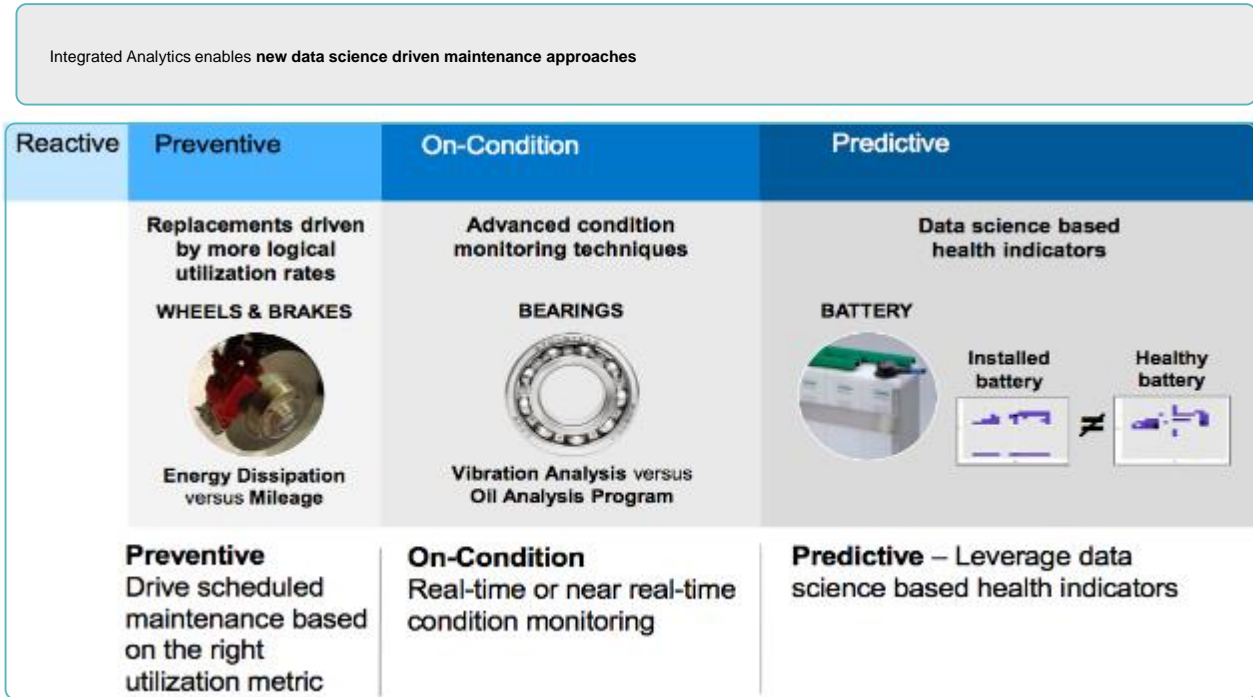 Integrated Analytics enables new data science driven maintenance approaches
Reactive
Preventive
On-Condition
Predictive
Replacements driven
by more logical
utilization rates
WHEELS & BRAKES
Energy Dissipation
versus Mileage
Advanced condition
monitoring techniques
BEARINGS
Vibration Analysis versus
Oil Analysis Program
Data science based
health indicators
BATTERY
Installed
battery
≠
Healthy
battery
Preventive
Drive scheduled
maintenance based
on the right
utilization metric
On-Condition
Real-time or near real-time
condition monitoring
Predictive – Leverage data
science based health indicators